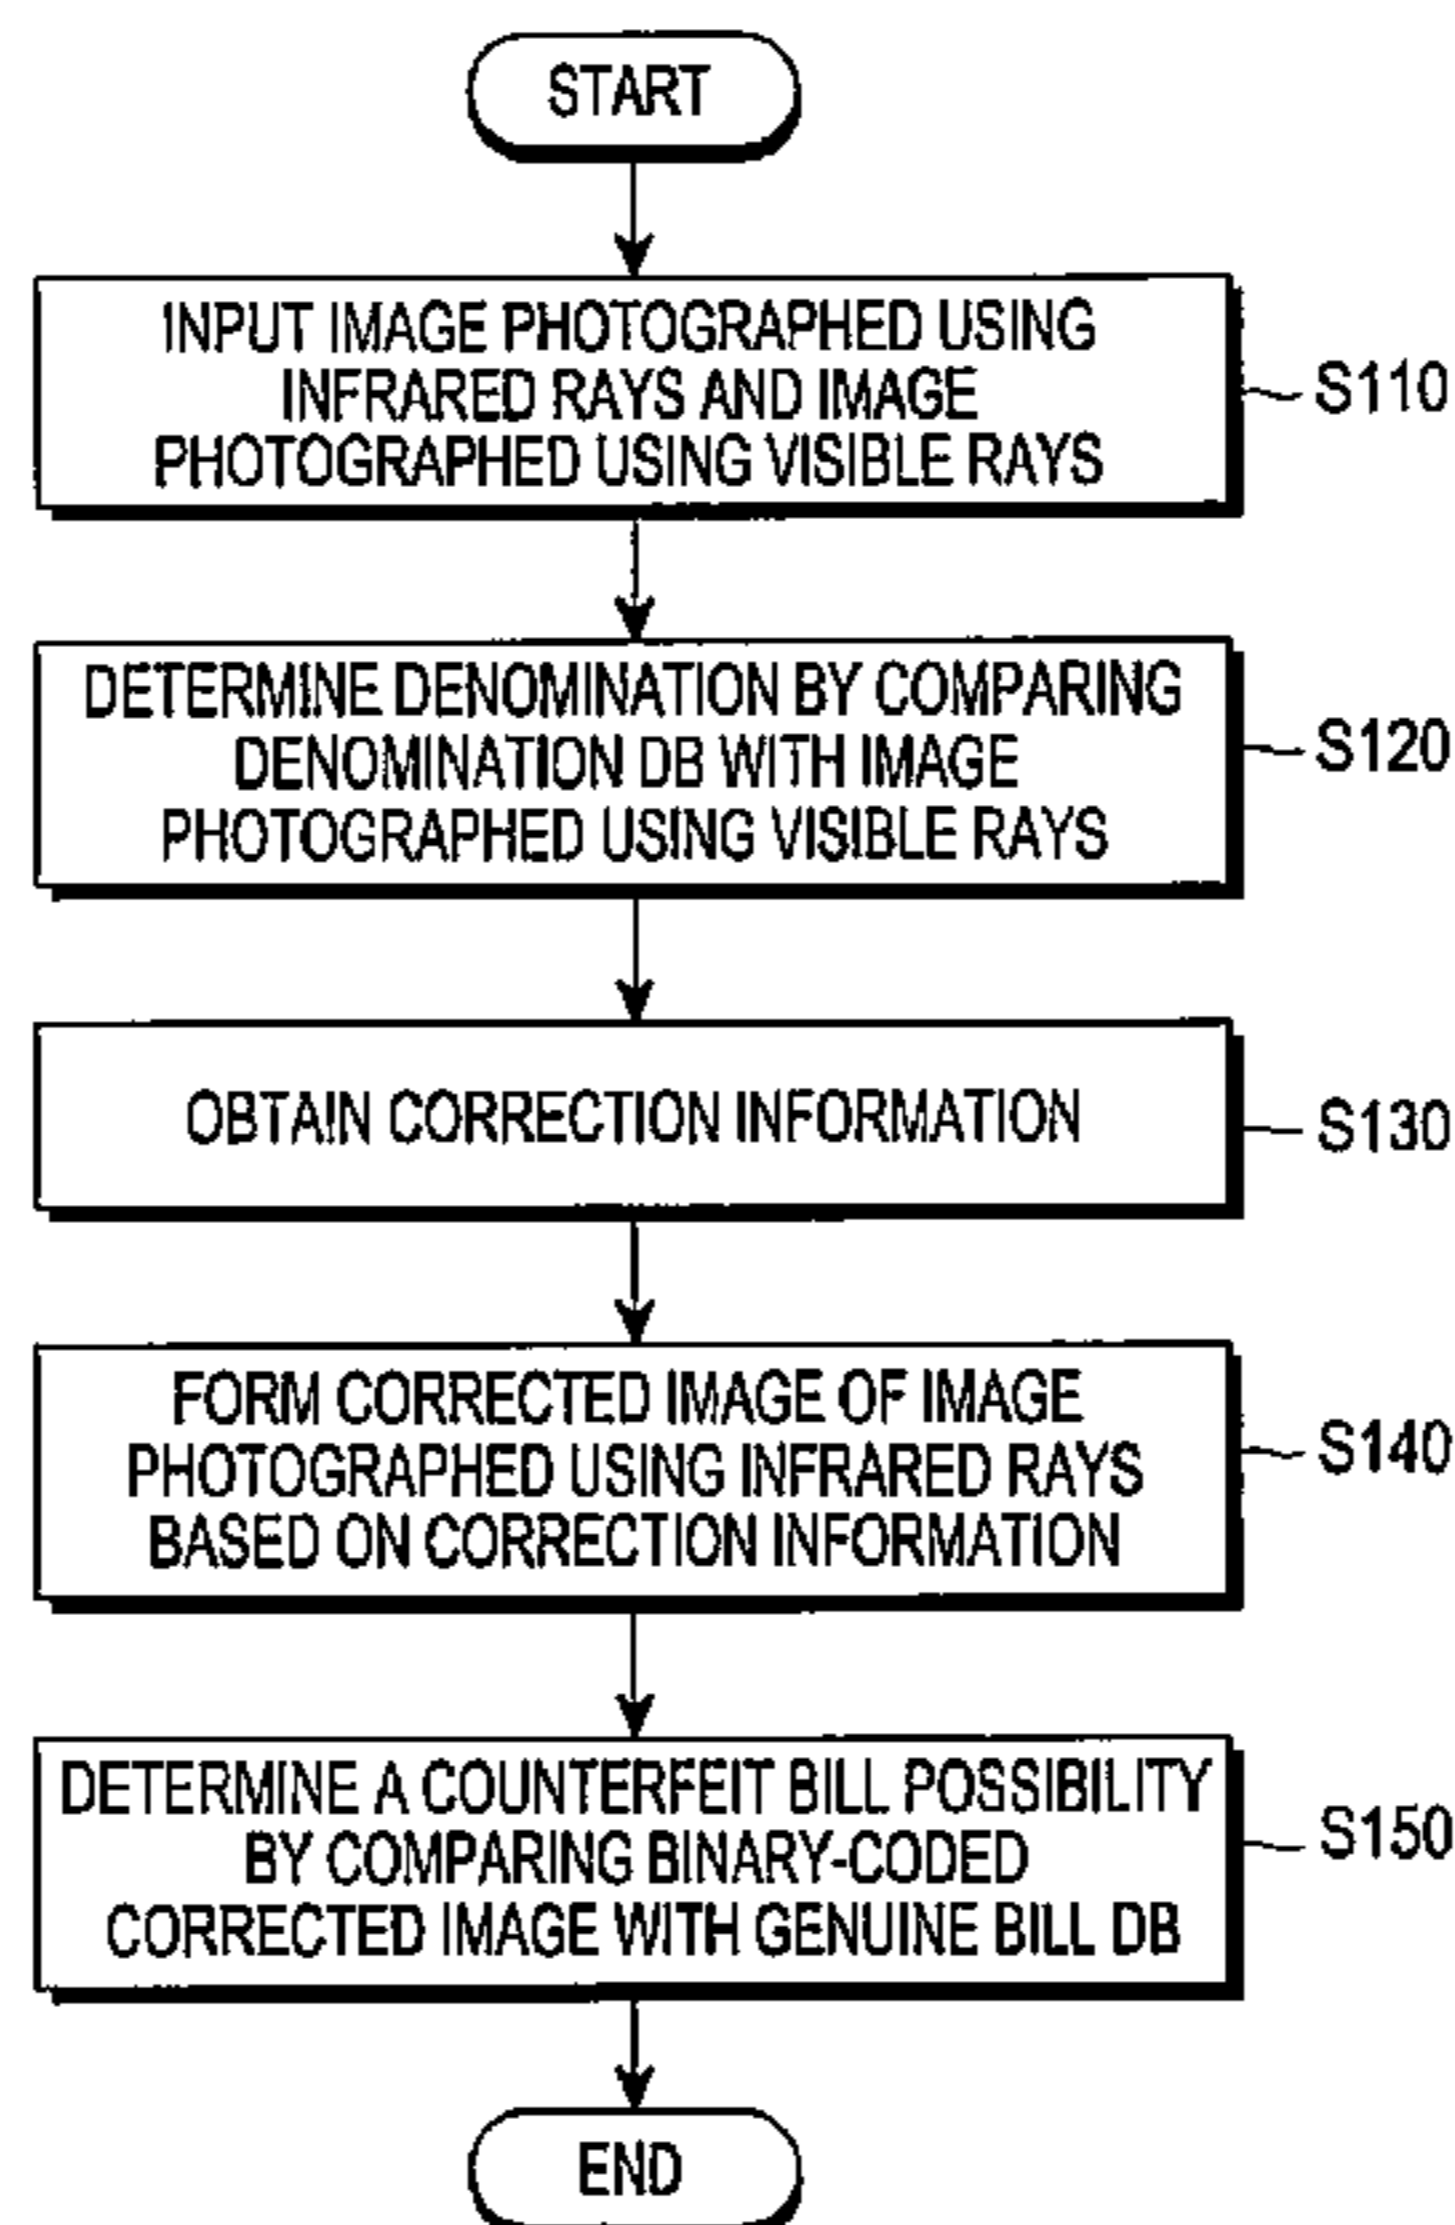 START
INPUT IMAGE PHOTOGRAPHED USING
INFRARED RAYS AND IMAGE
PHOTOGRAPHED USING VISIBLE RAYS
S110
DETERMINE DENOMINATION BY COMPARING
DENOMINATION DB WITH IMAGE
PHOTOGRAPHED USING VISIBLE RAYS
S120
OBTAIN CORRECTION INFORMATION
S130
FORM CORRECTED IMAGE OF IMAGE
PHOTOGRAPHED USING INFRARED RAYS
BASED ON CORRECTION INFORMATION
S140
DETERMINE A COUNTERFEIT BILL POSSIBILITY
BY COMPARING BINARY-CODED
CORRECTED IMAGE WITH GENUINE BILL DB
S150
END